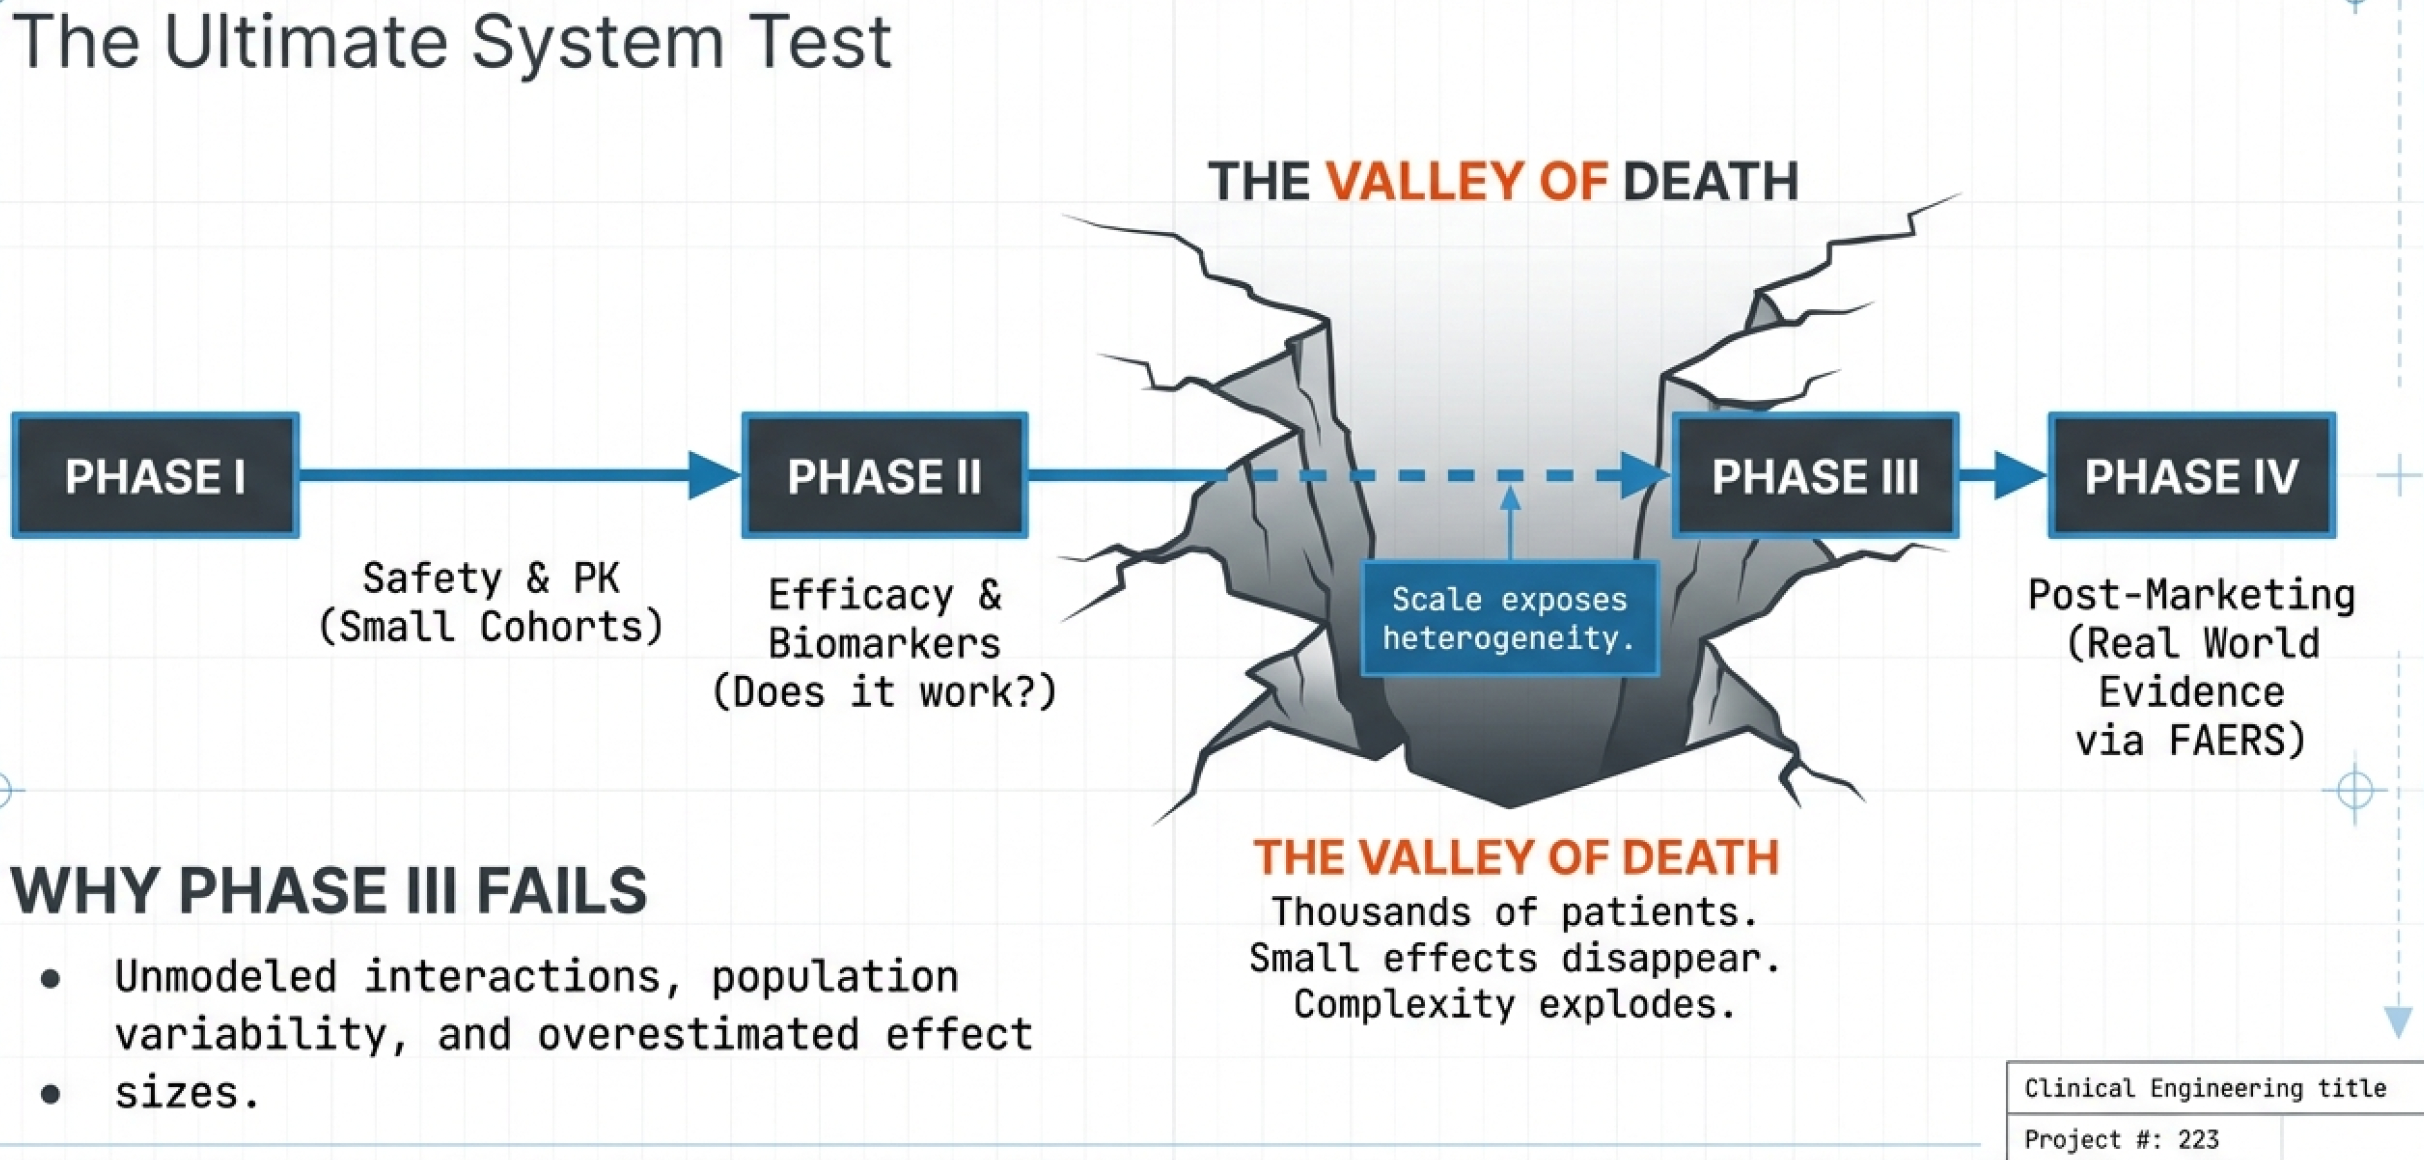 The Ultimate System Test
THE VALLEY OF DEATH
PHASE I
PHASE II
PHASE III
PHASE IV
Safety & PK
(Small Cohorts)
Efficacy &
Biomarkers
(Does it work?)
Scale exposes
heterogeneity.
Post-Marketing
(Real World
Evidence
via FAERS)
THE VALLEY OF DEATH
Thousands of patients.
Small effects disappear.
Complexity explodes.
WHY PHASE III FAILS
• Unmodeled interactions, population
variability, and overestimated effect
• sizes.
Clinical Engineering title
Project #: 223